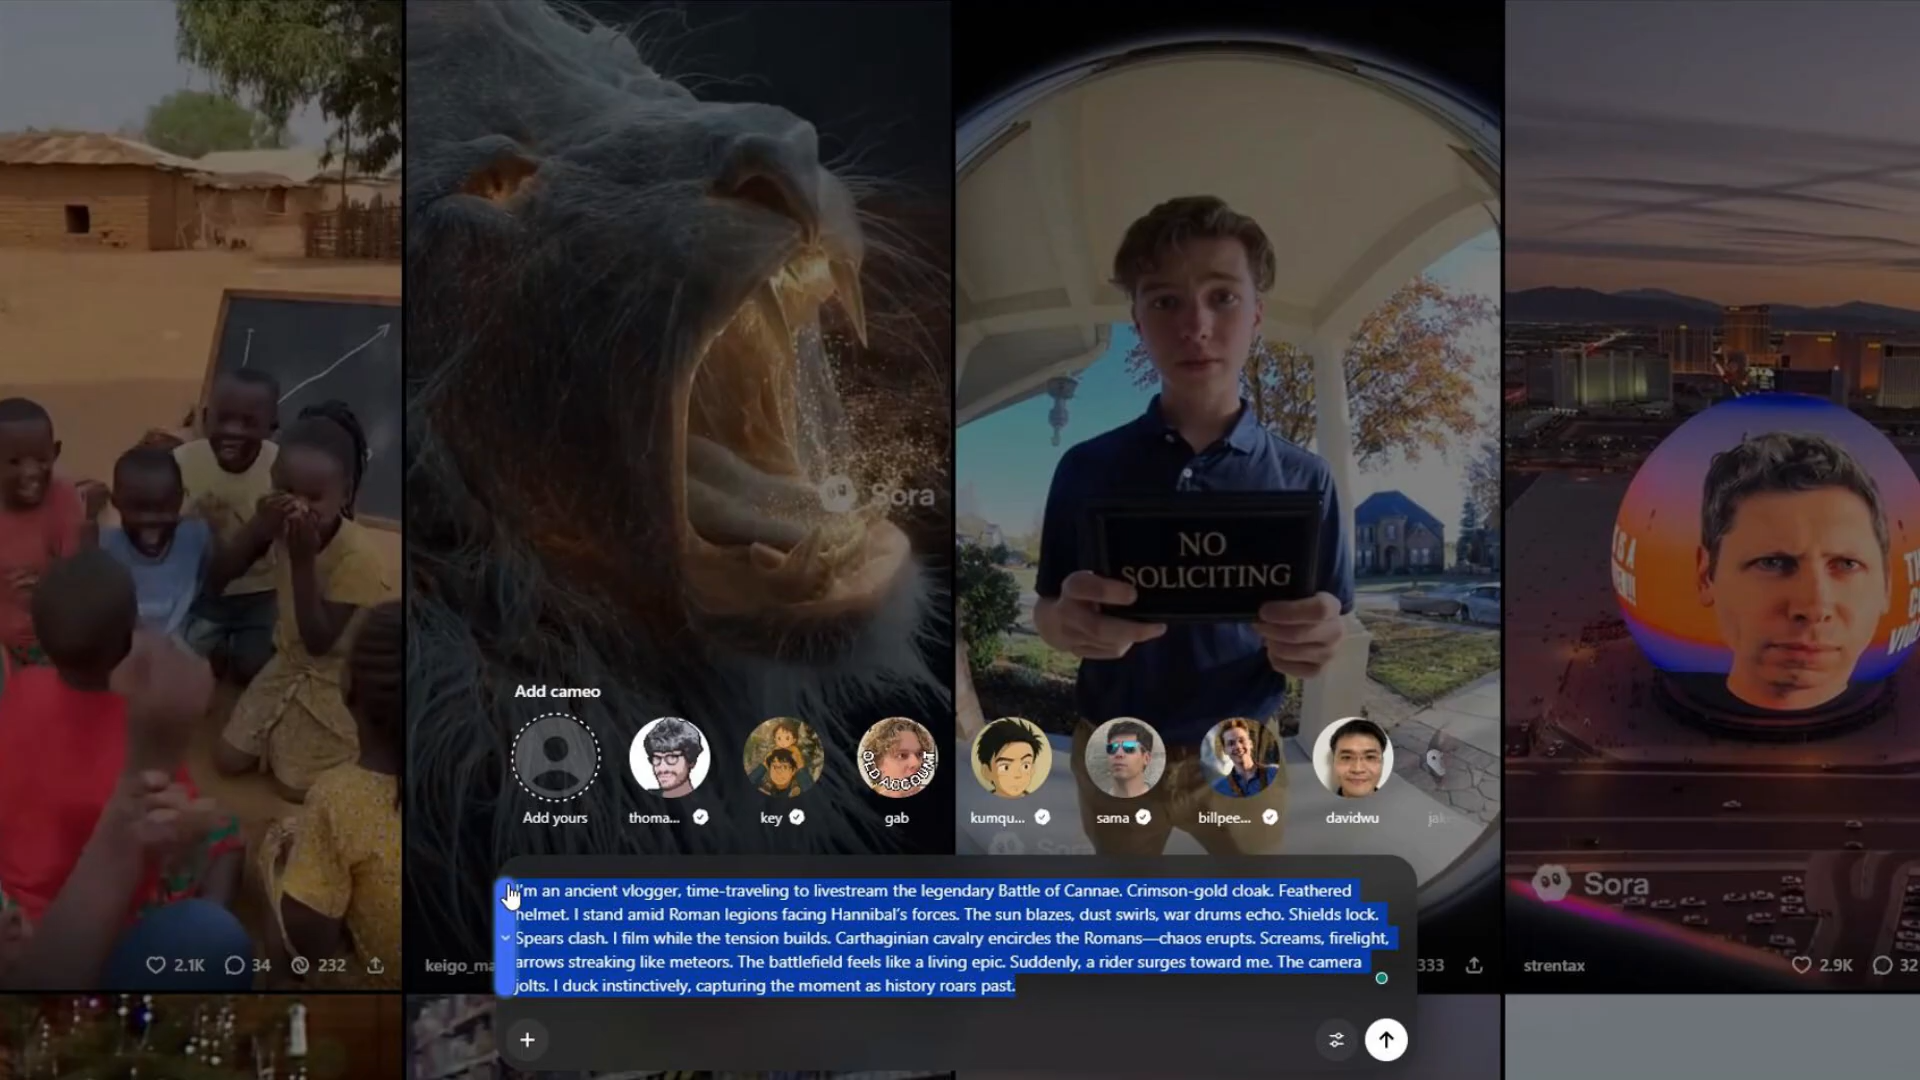 NO
SOLICITING
Sora
Add cameo
OLD ACCOUNT
Add yours
thoma...
key
gab
kumqu...
sama
billpee...
davidwu
I'm an ancient vlogger, time-traveling to livestream the legendary Battle of Cannae. Crimson-gold cloak. Feathered
helmet. I stand amid Roman legions facing Hannibal's forces. The sun blazes, dust swirls, war drums echo. Shields lock.
Spears clash. I film while the tension builds. Carthaginian cavalry encircles the Romans—chaos erupts. Screams, firelight,
arrows streaking like meteors. The battlefield feels like a living epic. Suddenly, a rider surges toward me. The camera
jolts. I duck instinctively, capturing the moment as history roars past.
Sora
Sora
2.1K 34 232
keigo_ma
333
strentax
2.9K 32